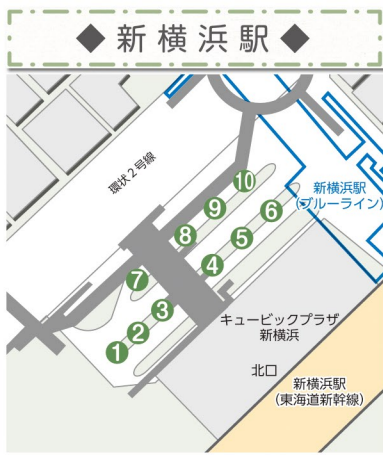 ◆新横浜駅◆
環状2号線
10
9
6
8
5
新横浜駅
(ブルーライン)
4
7
3
キュービックプラザ
新横浜
2
1
北口
新横浜駅
(東海道新幹線)